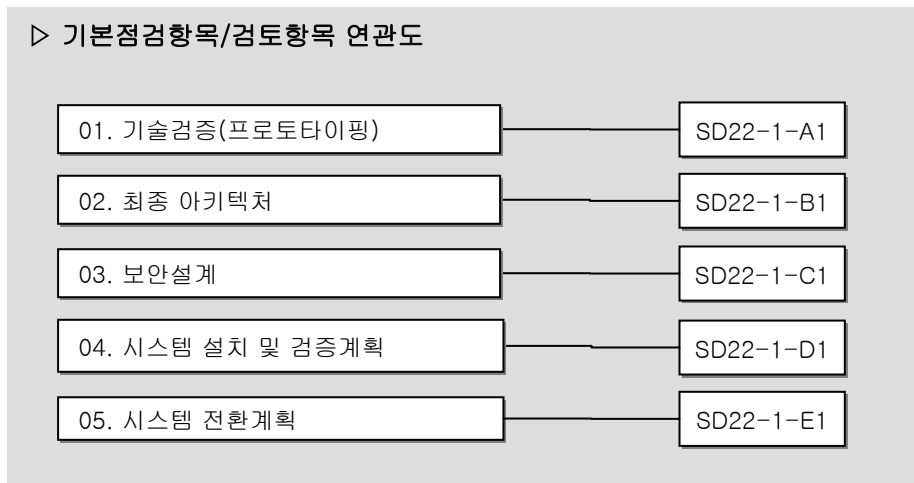 ▷ 기본점검항목/검토항목 연관도
01. 기술검증(프로토타이핑) SD22-1-A1
02. 최종 아키텍처 SD22-1-B1
03. 보안설계 SD22-1-C1
04. 시스템 설치 및 검증계획 SD22-1-D1
05. 시스템 전환계획 SD22-1-E1